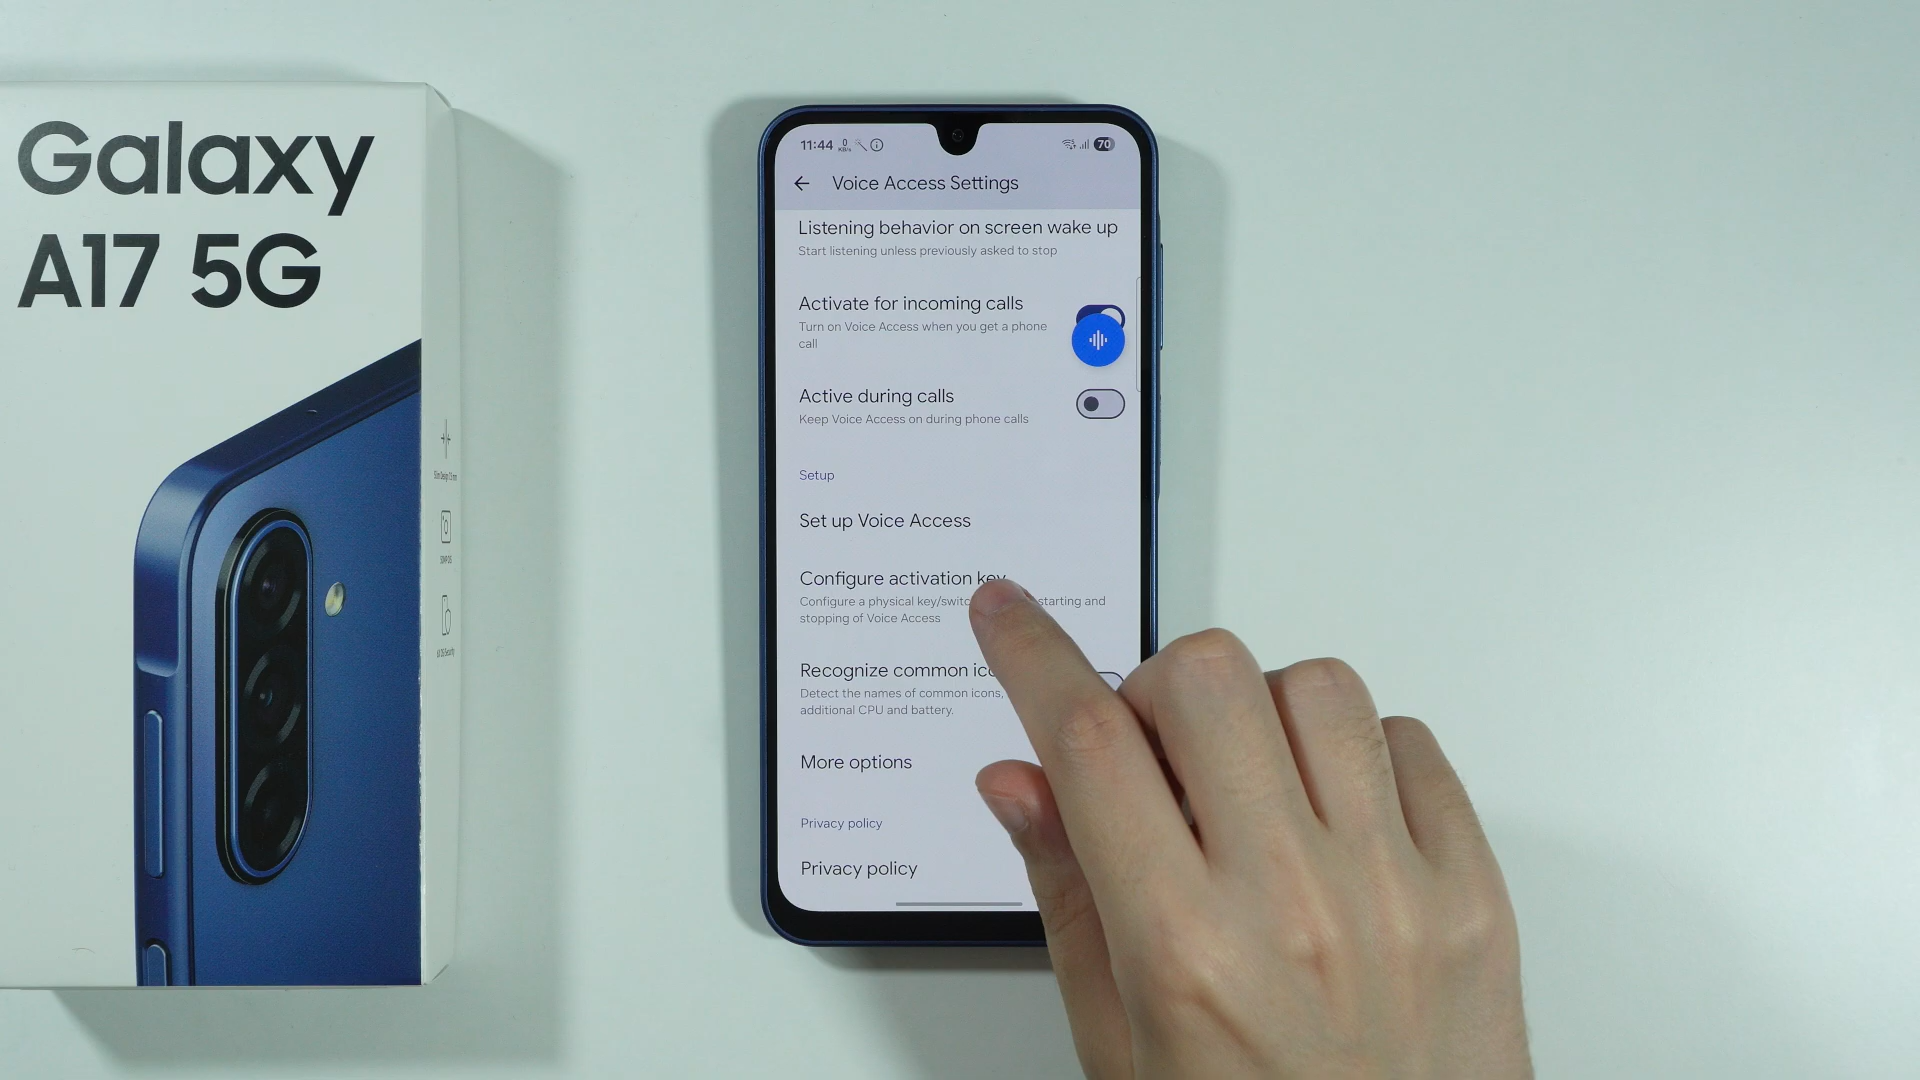 Galaxy
A17 5G
11:44
70
Voice Access Settings
Listening behavior on screen wake up
Start listening unless previously asked to stop
Activate for incoming calls
Turn on Voice Access when you get a phone
call
Active during calls
Keep Voice Access on during phone calls
Setup
Set up Voice Access
Configure activation key
Configure a physical key/switc starting and
stopping of Voice Access
Recognize common ico
Detect the names of common icons,
additional CPU and battery.
More options
Privacy policy
Privacy policy